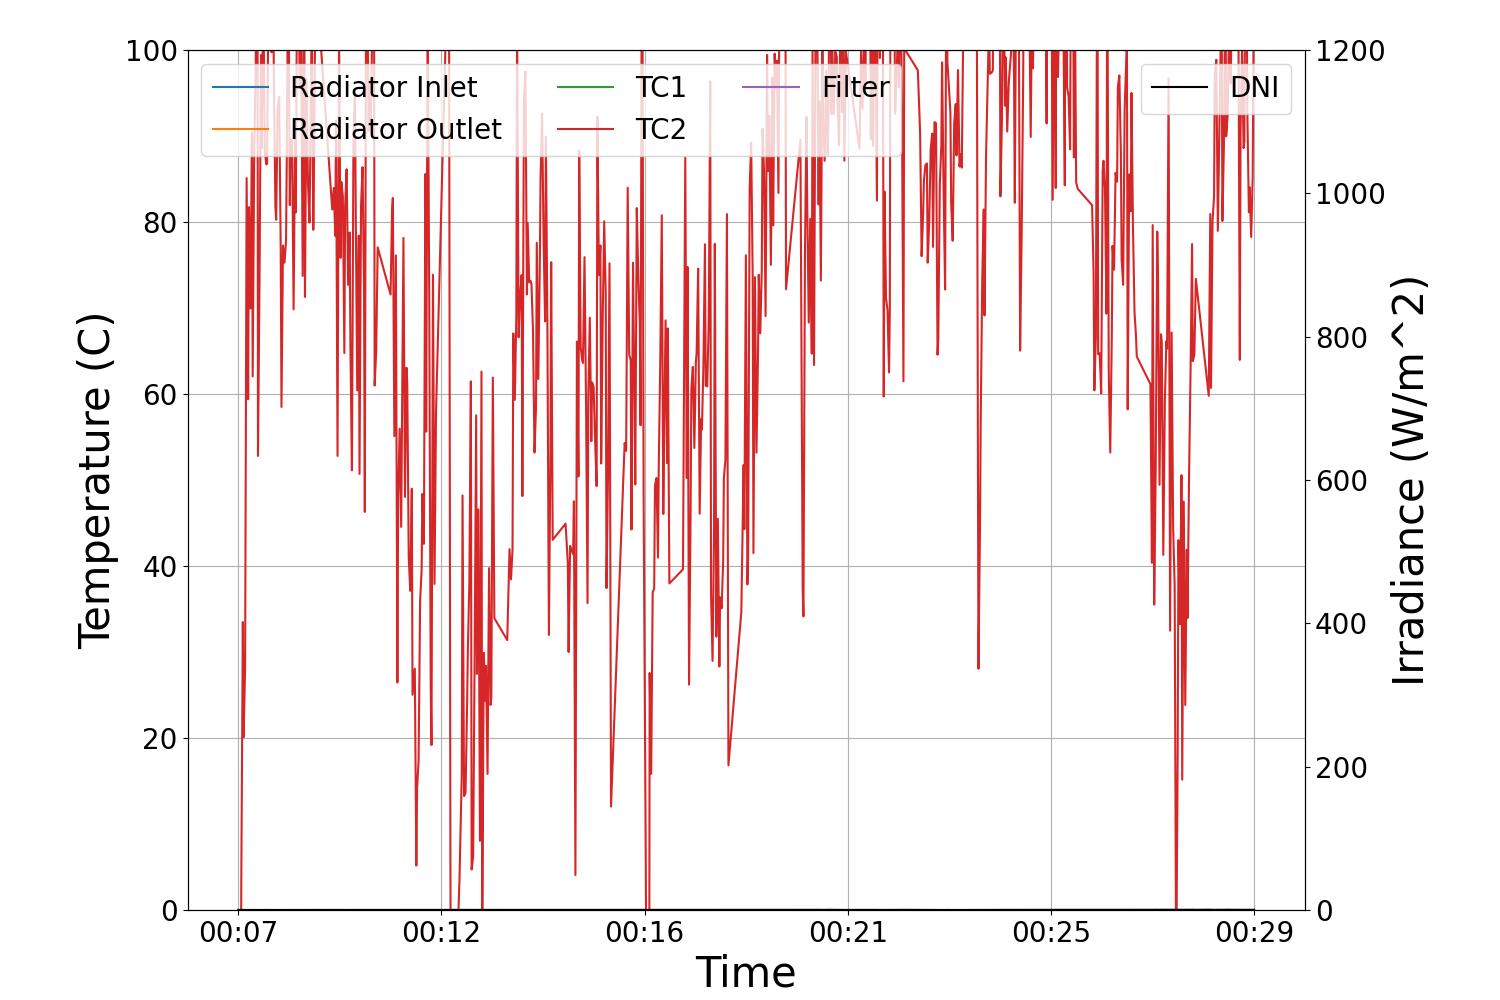 100
80
60
40
20
0
Temperature (C)
Radiator Inlet
Radiator Outlet
TC1
TC2
Filter
DNI
1200
1000
800
600
400
200
0
Irradiance (W/m^2)
00:07 00:12 00:16 00:21 00:25 00:29
Time